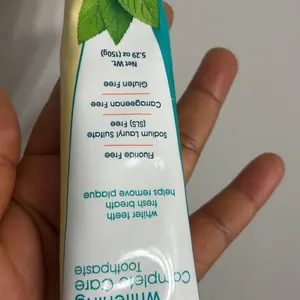 Whitening
Complete Care
Toothpaste
whiter teeth
fresh breath
helps remove plaque
Fluoride Free
Sodium Lauryl Sulfate
(SLS) Free
Carrageenan Free
Gluten Free
Net Wt.
5.29 oz (150g)